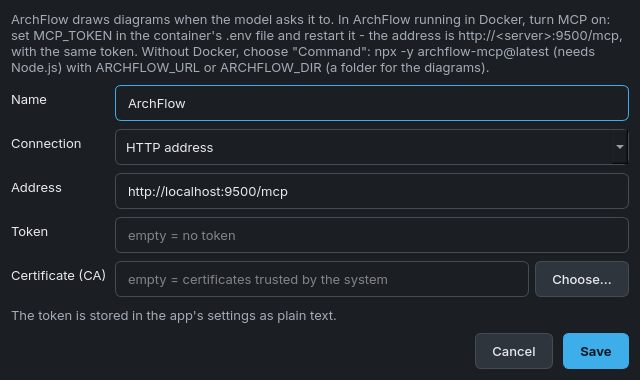 ArchFlow draws diagrams when the model asks it to. In ArchFlow running in Docker, turn MCP on:
set MCP_TOKEN in the container's .env file and restart it - the address is http://<server>:9500/mcp,
with the same token. Without Docker, choose "Command": npx -y archflow-mcp@latest (needs
Node.js) with ARCHFLOW_URL or ARCHFLOW_DIR (a folder for the diagrams).
Name
ArchFlow
Connection
HTTP address
Address
http://localhost:9500/mcp
Token
empty = no token
Certificate (CA)
empty = certificates trusted by the system
Choose...
The token is stored in the app's settings as plain text.
Cancel
Save